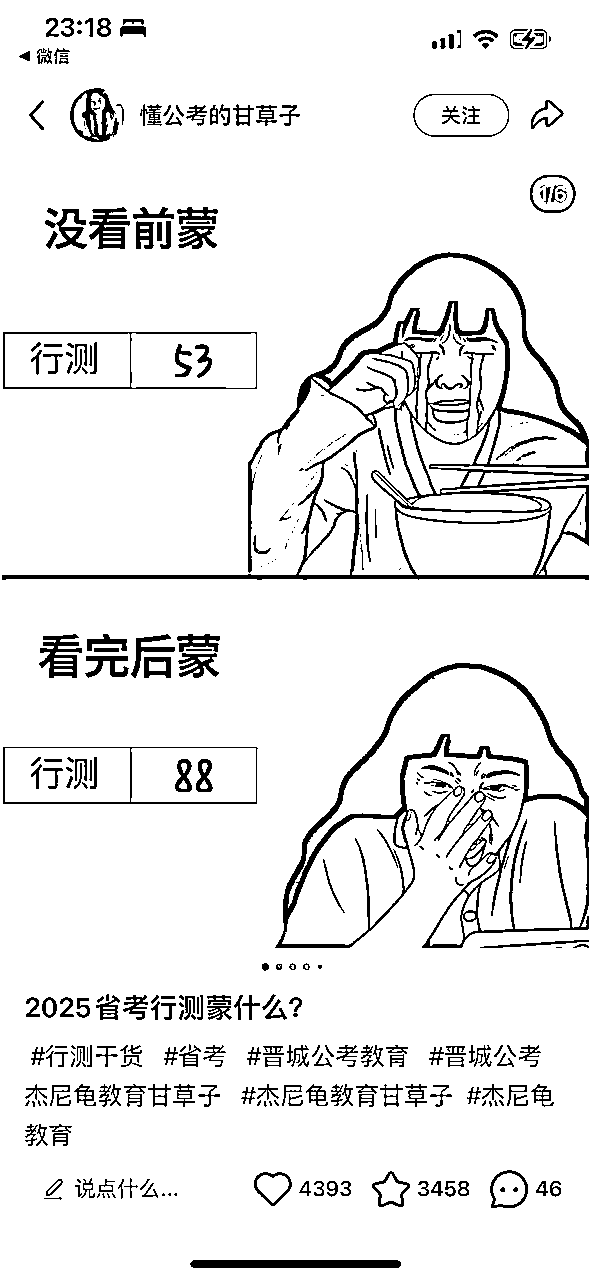 23:18
微信
懂公考的甘草子
关注
1/6
没看前蒙
行测 53
看完后蒙
行测 88
2025省考行测蒙什么？
#行测干货 #省考 #晋城公考教育 #晋城公考
杰尼龟教育甘草子 #杰尼龟教育甘草子 #杰尼龟
教育
说点什么...
4393
3458
46